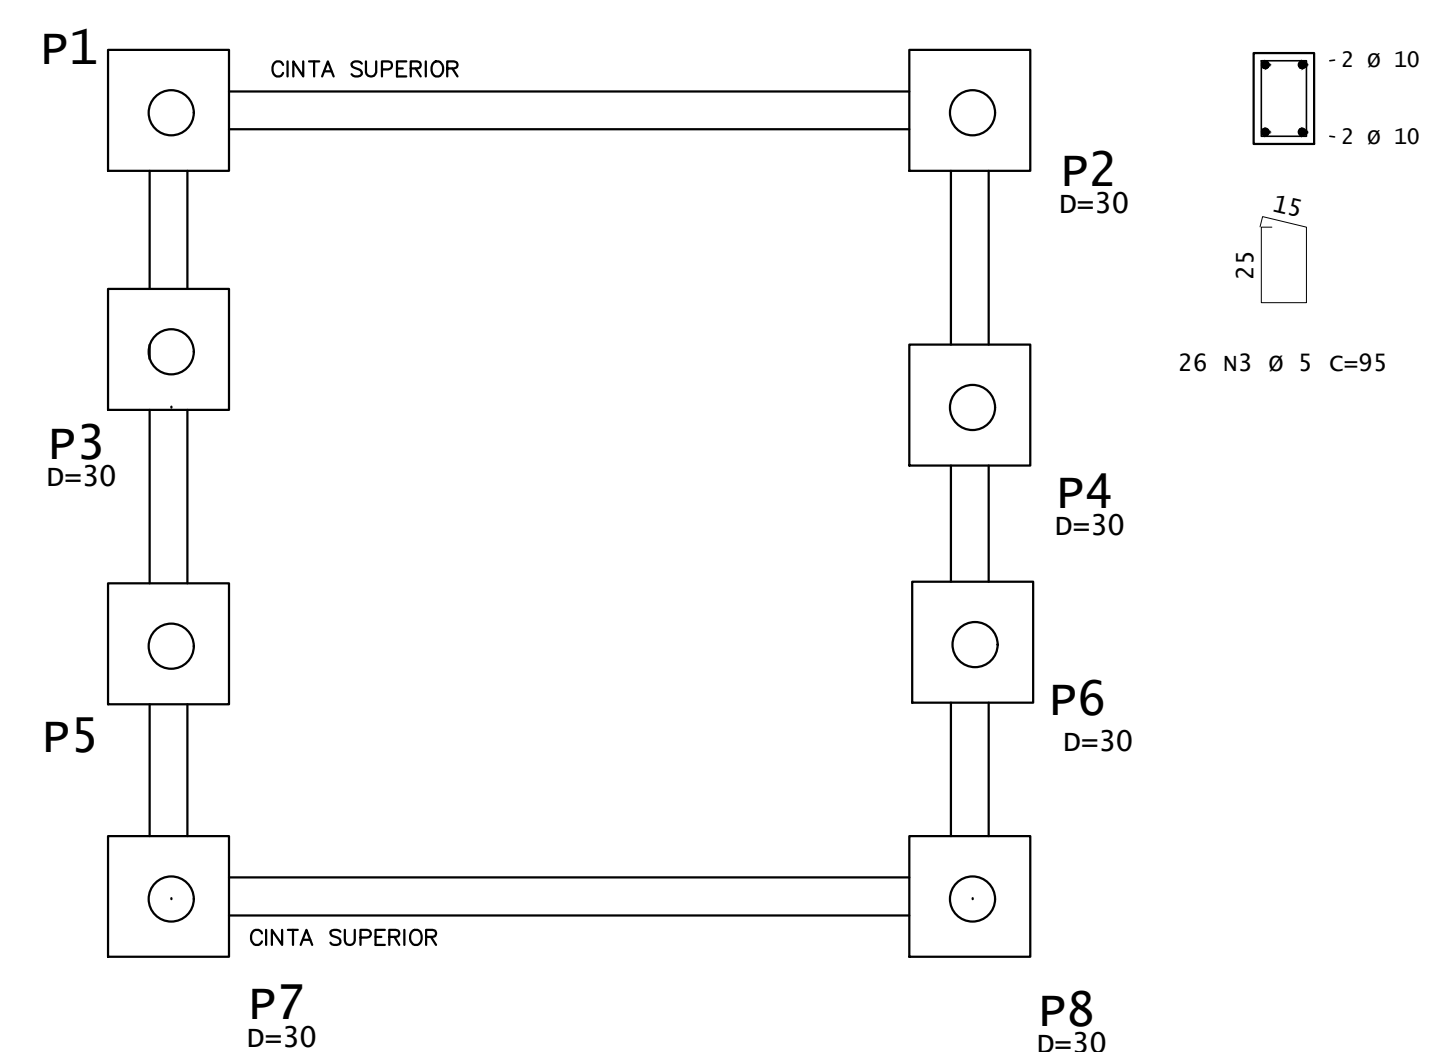 P1
CINTA SUPERIOR
-2 Ø 10
-2 Ø 10
P2
D=30
15
25
26 N3 Ø 5 C=95
P3
D=30
P4
D=30
P5
P6
D=30
CINTA SUPERIOR
P7
D=30
P8
D=30